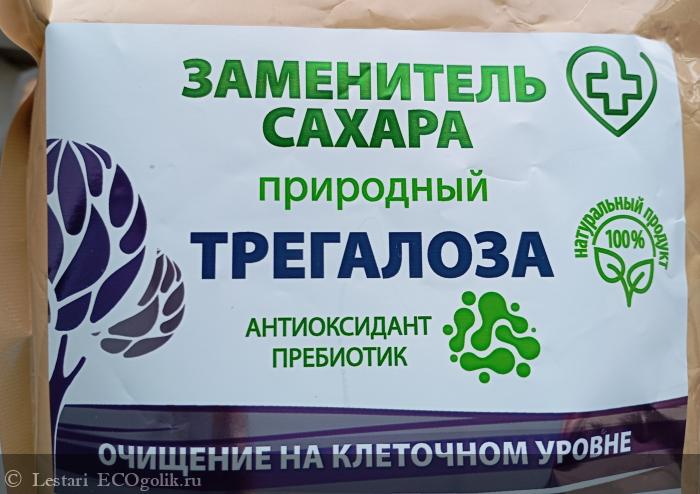 ЗАМЕНИТЕЛЬ
САХАРА
природный
ТРЕГАЛОЗА
натуральный продукт
100%
АНТИОКСИДАНТ
ПРЕБИОТИК
ОЧИЩЕНИЕ НА КЛЕТОЧНОМ УРОВНЕ
© Lestari ECOgolik.ru